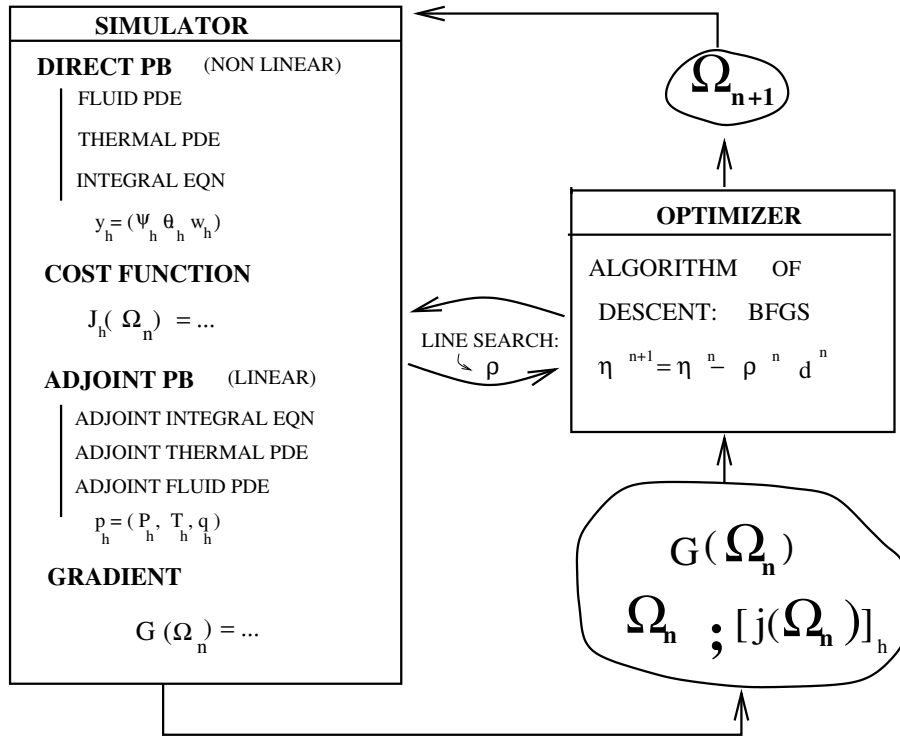 SIMULATOR
DIRECT PB (NON LINEAR)
FLUID PDE
THERMAL PDE
INTEGRAL EQN
y_h = (Ψ_h θ_h w_h)
COST FUNCTION
J_h(Ω_n) = ...
ADJOINT PB (LINEAR)
ADJOINT INTEGRAL EQN
ADJOINT THERMAL PDE
ADJOINT FLUID PDE
p_h = (P_h, T_h, q_h)
GRADIENT
G (Ω_n) = ...
LINE SEARCH:
ρ
Ω_n+1
OPTIMIZER
ALGORITHM OF
DESCENT: BFGS
η^n+1 = η^n − ρ^n d^n
G(Ω_n)
Ω_n ; [j(Ω_n)]_h